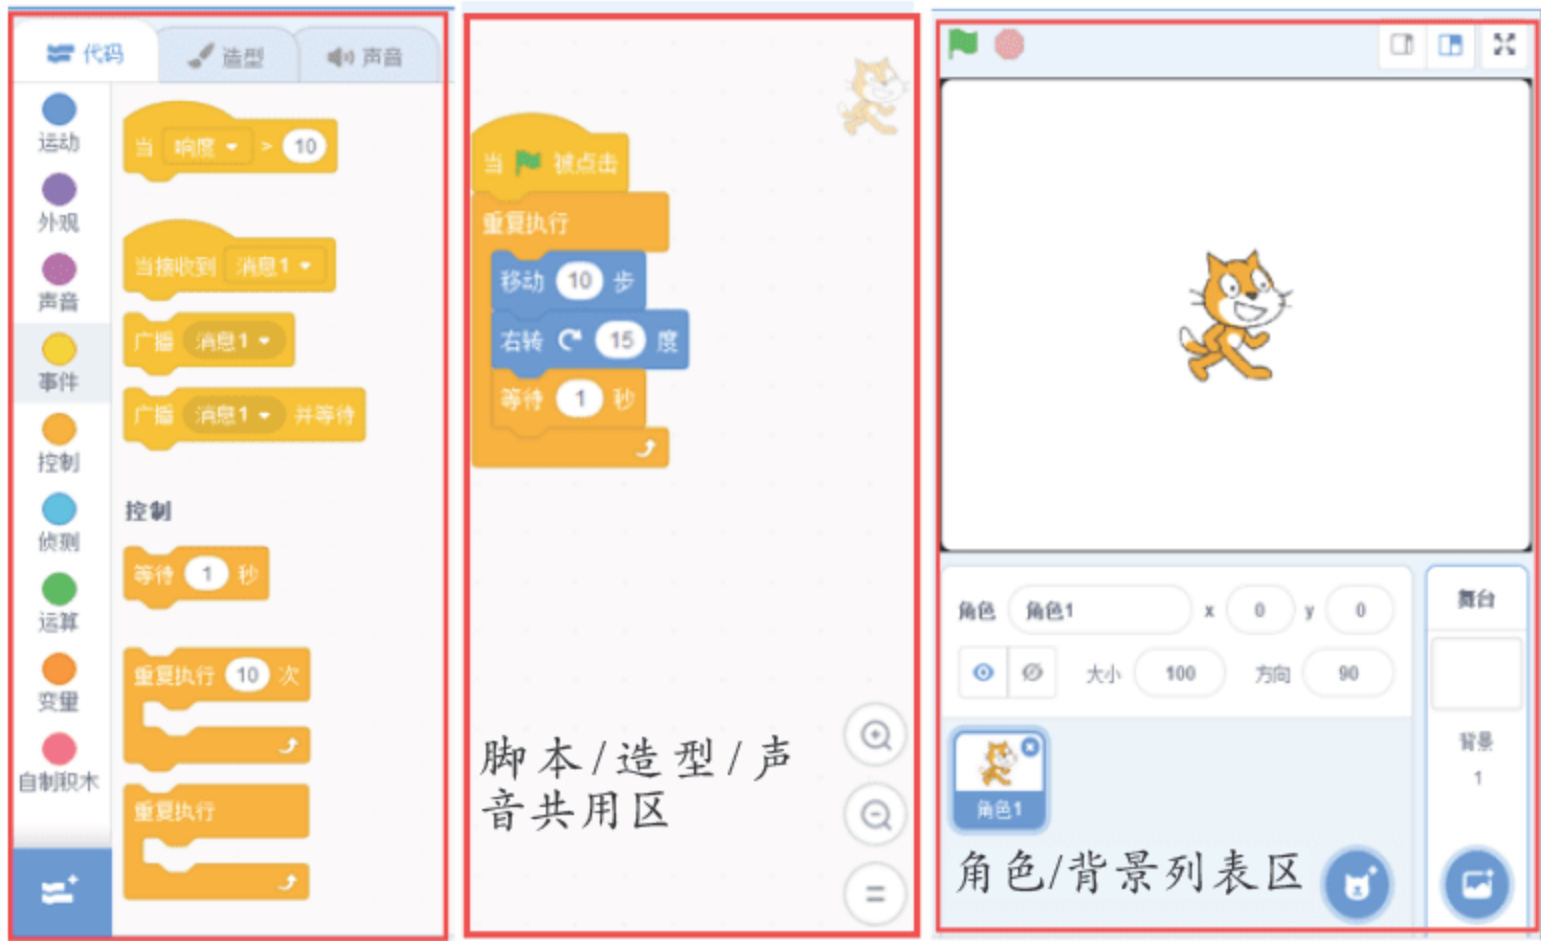 代码
造型
声音
运动
外观
声音
事件
控制
侦测
运算
变量
自制积木
当 响度 > 10
当接收到 消息1
广播 消息1
广播 消息1 并等待
控制
等待 1 秒
重复执行 10 次
重复执行
当 被点击
重复执行
移动 10 步
右转 15 度
等待 1 秒
脚本/造型/声
音共用区
角色 角色1 x 0 y 0
大小 100 方向 90
角色1
角色/背景列表区
舞台
背景
1